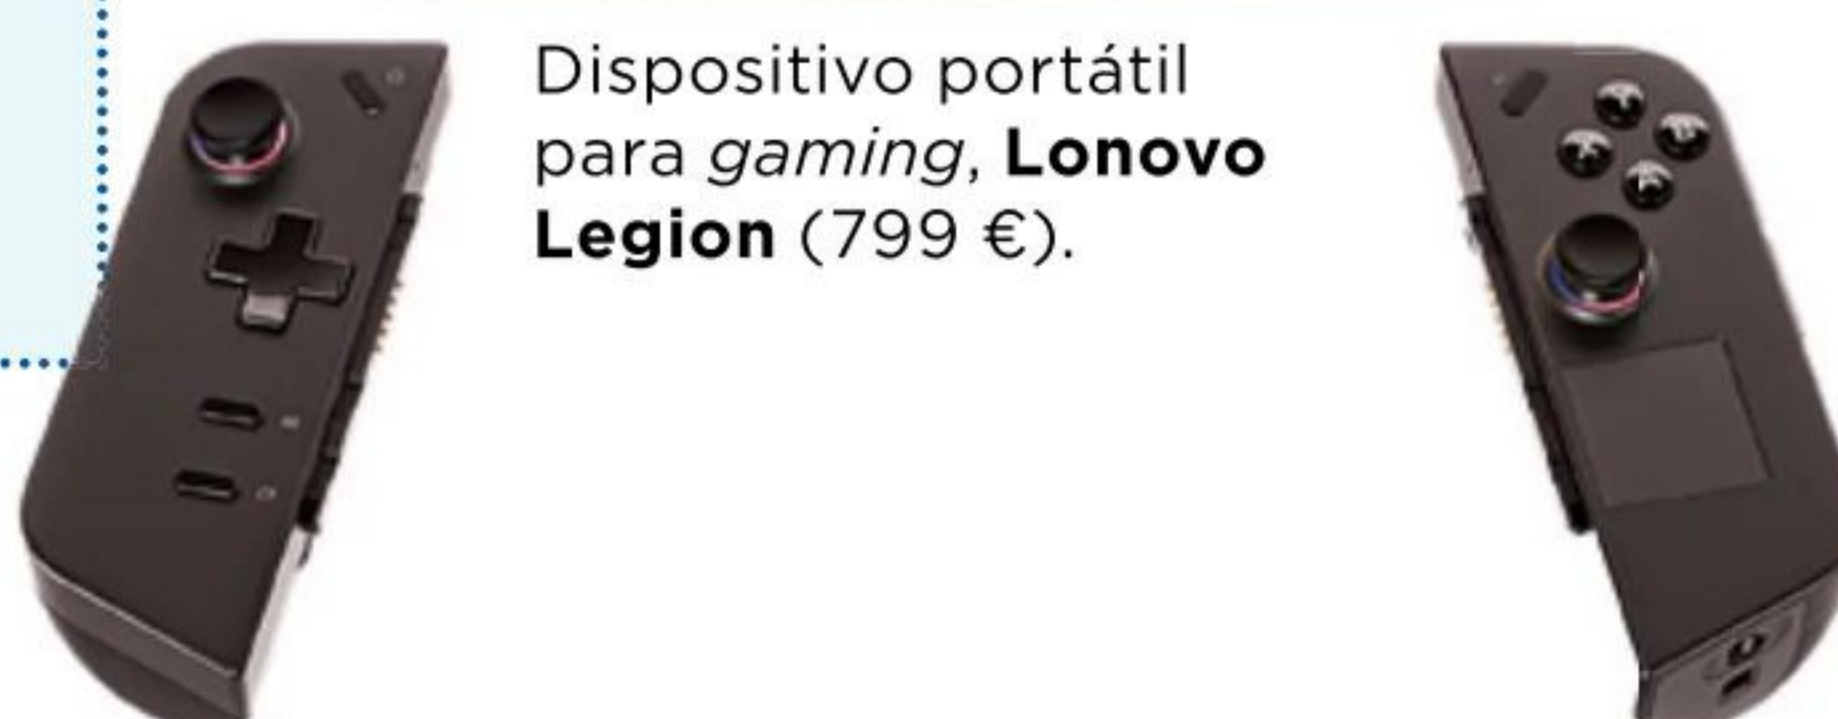 Dispositivo portátil
para gaming, Lonovo
Legion (799 €).